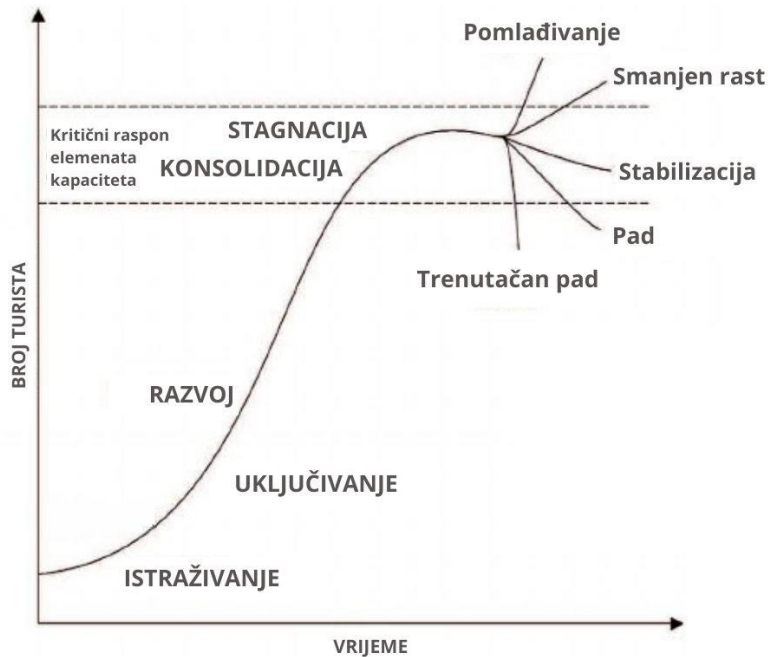 Pomlađivanje
Smanjen rast
Kritični raspon
elemenata
kapaciteta
STAGNACIJA
KONSOLIDACIJA
Stabilizacija
Pad
Trenutačan pad
BROJ TURISTA
RAZVOJ
UKLJUČIVANJE
ISTRAŽIVANJE
VRIJEME